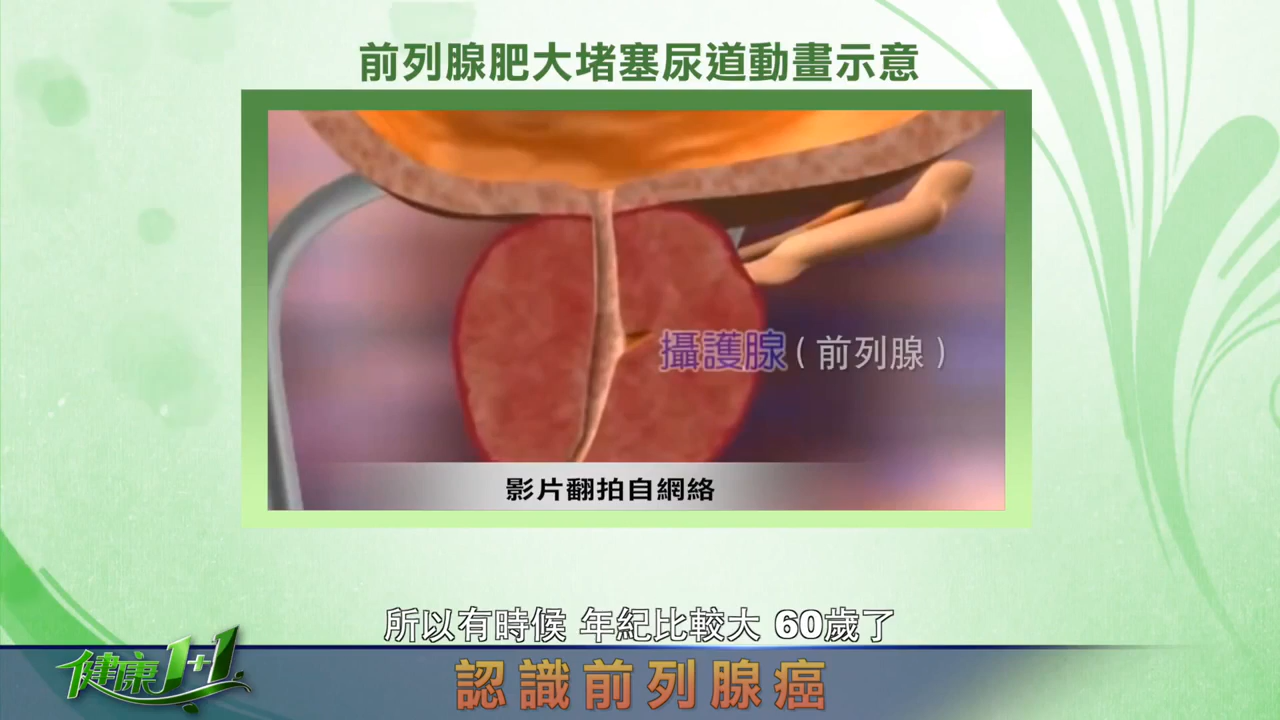 前列腺肥大堵塞尿道動畫示意
攝護腺(前列腺)
影片翻拍自網絡
所以有時候 年紀比較大 60歲了
健康1+1
認識前列腺癌